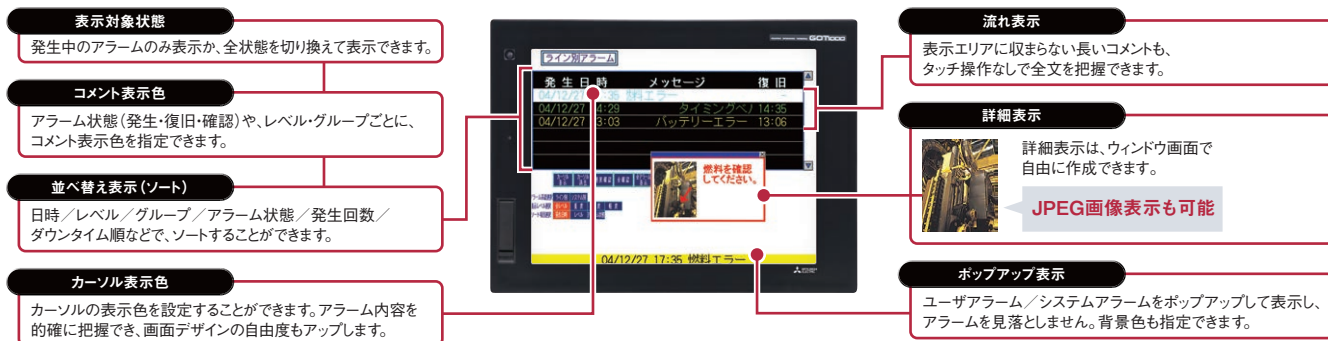 表示対象状態
発生中のアラームのみ表示か、全状態を切り換えて表示できます。
コメント表示色
アラーム状態（発生・復旧・確認）や、レベル・グループごとに、
コメント表示色を指定できます。
並べ替え表示（ソート）
日時／レベル／グループ／アラーム状態／発生回数／
ダウンタイム順などで、ソートすることができます。
カーソル表示色
カーソルの表示色を設定することができます。アラーム内容を
的確に把握でき、画面デザインの自由度もアップします。
GOT1000
ライン別アラーム
発生日時 メッセージ 復旧
04/12/27 :35 燃料エラー -
04/12/27 4:29 タイミングベ 14:35
04/12/27 3:03 バッテリーエラー 13:06
燃料を確認
してください。
04/12/27 17:35 燃料エラー
流れ表示
表示エリアに収まらない長いコメントも、
タッチ操作なしで全文を把握できます。
詳細表示
詳細表示は、ウィンドウ画面で
自由に作成できます。
JPEG画像表示も可能
ポップアップ表示
ユーザアラーム／システムアラームをポップアップして表示し、
アラームを見落としません。背景色も指定できます。